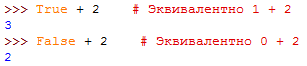 >>> True + 2    # Эквивалентно 1 + 2
3
>>> False + 2    # Эквивалентно 0 + 2
2